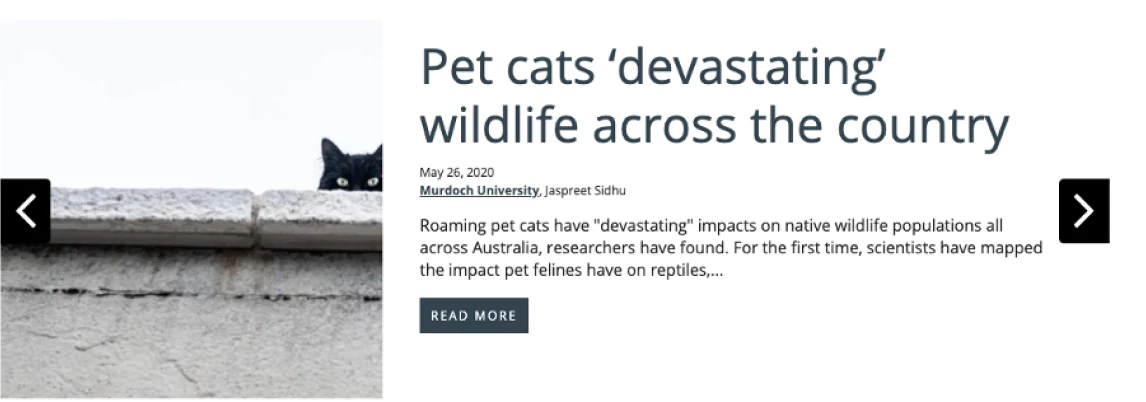 Pet cats ‘devastating’
wildlife across the country
May 26, 2020
Murdoch University, Jaspreet Sidhu
Roaming pet cats have "devastating" impacts on native wildlife populations all
across Australia, researchers have found. For the first time, scientists have mapped
the impact pet felines have on reptiles,...
READ MORE